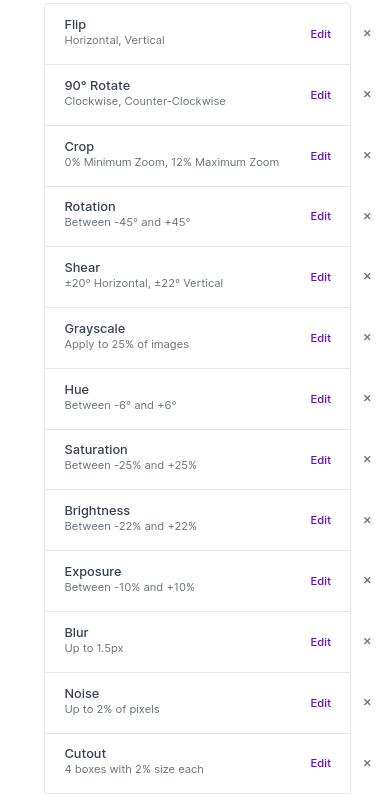 Flip
Horizontal, Vertical
Edit ×
90° Rotate
Clockwise, Counter-Clockwise
Edit ×
Crop
0% Minimum Zoom, 12% Maximum Zoom
Edit ×
Rotation
Between -45° and +45°
Edit ×
Shear
±20° Horizontal, ±22° Vertical
Edit ×
Grayscale
Apply to 25% of images
Edit ×
Hue
Between -6° and +6°
Edit ×
Saturation
Between -25% and +25%
Edit ×
Brightness
Between -22% and +22%
Edit ×
Exposure
Between -10% and +10%
Edit ×
Blur
Up to 1.5px
Edit ×
Noise
Up to 2% of pixels
Edit ×
Cutout
4 boxes with 2% size each
Edit ×